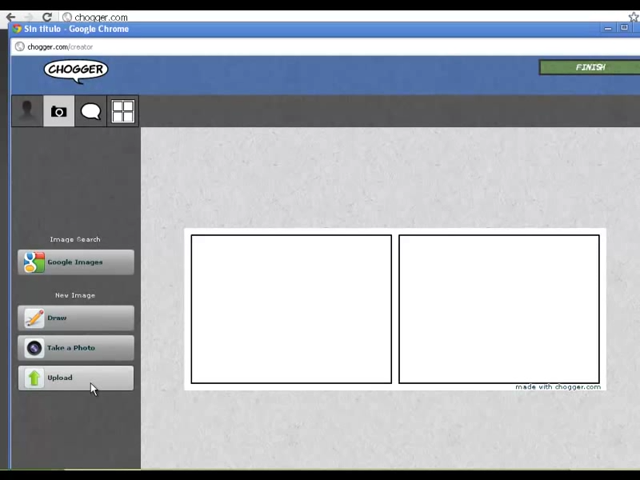 chogger.com
Sin título - Google Chrome
chogger.com/creator
CHOGGER
FINISH
Image Search
Google Images
New Image
Draw
Take a Photo
Upload
made with chogger.com